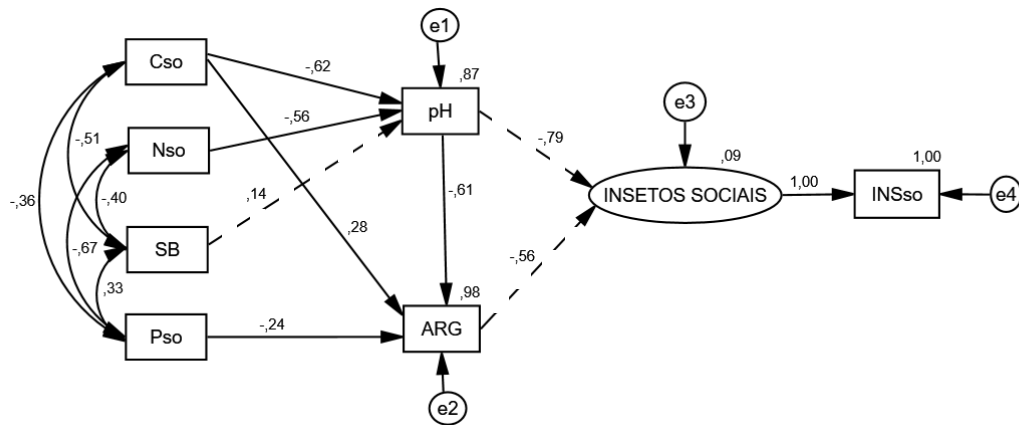 e1
Cso
-,62
,87
pH
-,51
Nso
-,56
e3
-,79
,09
1,00
-,36
-,40
,14
-,61
INSETOS SOCIAIS
1,00
INSso
e4
-,67
SB
,28
-,56
,33
,98
Pso
-,24
ARG
e2